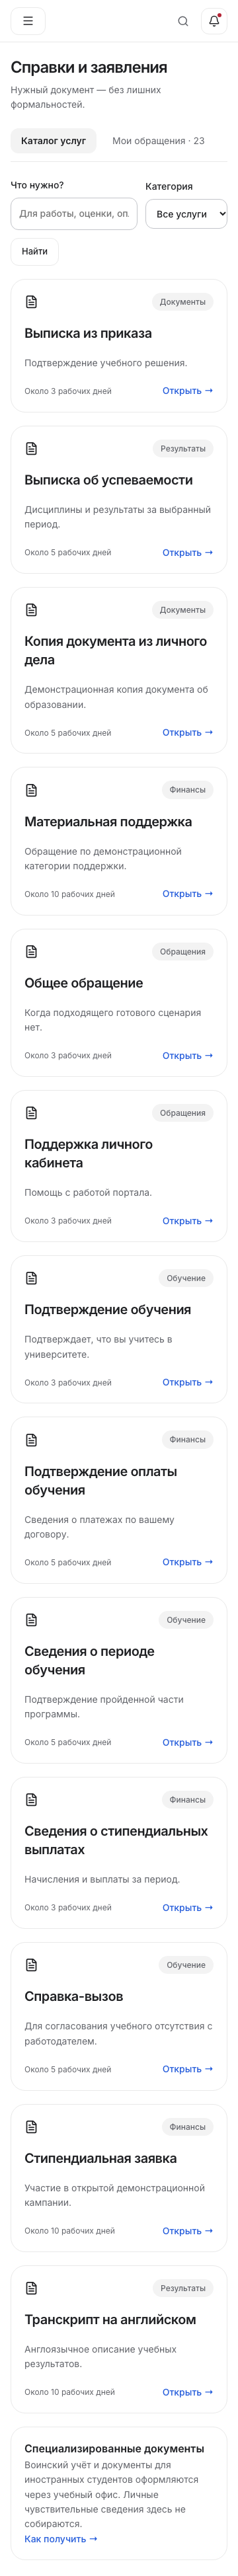 Справки и заявления
Нужный документ — без лишних
формальностей.
Каталог услуг
Мои обращения · 23
Что нужно?
Категория
Для работы, оценки, оп
Все услуги
Найти
Документы
Выписка из приказа
Подтверждение учебного решения.
Около 3 рабочих дней
Открыть →
Результаты
Выписка об успеваемости
Дисциплины и результаты за выбранный
период.
Около 5 рабочих дней
Открыть →
Документы
Копия документа из личного
дела
Демонстрационная копия документа об
образовании.
Около 5 рабочих дней
Открыть →
Финансы
Материальная поддержка
Обращение по демонстрационной
категории поддержки.
Около 10 рабочих дней
Открыть →
Обращения
Общее обращение
Когда подходящего готового сценария
нет.
Около 3 рабочих дней
Открыть →
Обращения
Поддержка личного
кабинета
Помощь с работой портала.
Около 3 рабочих дней
Открыть →
Обучение
Подтверждение обучения
Подтверждает, что вы учитесь в
университете.
Около 3 рабочих дней
Открыть →
Финансы
Подтверждение оплаты
обучения
Сведения о платежах по вашему
договору.
Около 5 рабочих дней
Открыть →
Обучение
Сведения о периоде
обучения
Подтверждение пройденной части
программы.
Около 5 рабочих дней
Открыть →
Финансы
Сведения о стипендиальных
выплатах
Начисления и выплаты за период.
Около 3 рабочих дней
Открыть →
Обучение
Справка-вызов
Для согласования учебного отсутствия с
работодателем.
Около 5 рабочих дней
Открыть →
Финансы
Стипендиальная заявка
Участие в открытой демонстрационной
кампании.
Около 10 рабочих дней
Открыть →
Результаты
Транскрипт на английском
Англоязычное описание учебных
результатов.
Около 10 рабочих дней
Открыть →
Специализированные документы
Воинский учёт и документы для
иностранных студентов оформляются
через учебный офис. Личные
чувствительные сведения здесь не
собираются.
Как получить →